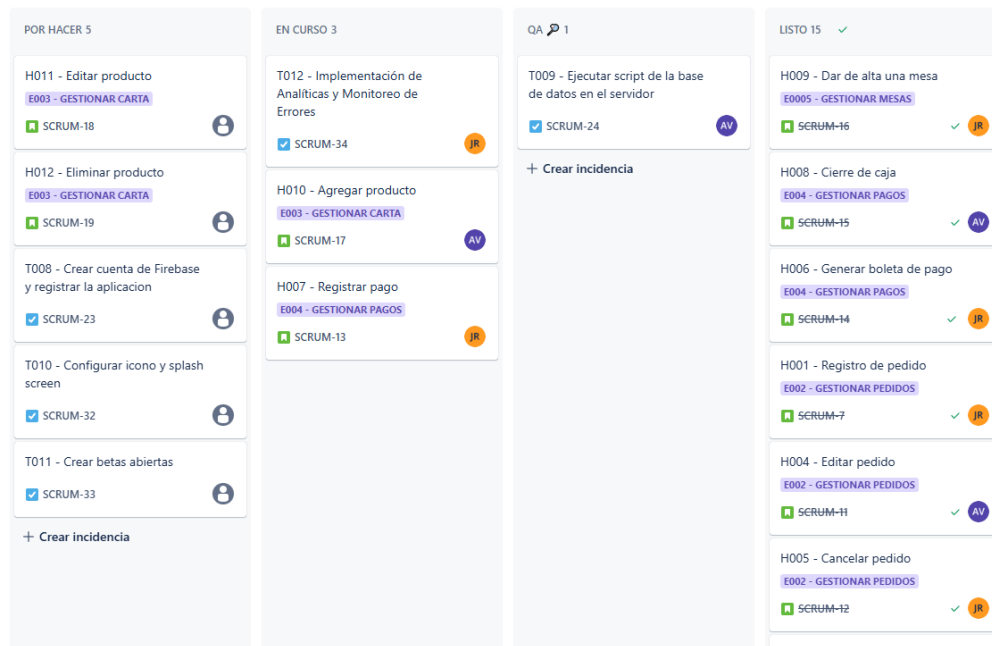 POR HACER 5
H011 - Editar producto
E003 - GESTIONAR CARTA
SCRUM-18
H012 - Eliminar producto
E003 - GESTIONAR CARTA
SCRUM-19
T008 - Crear cuenta de Firebase
y registrar la aplicacion
SCRUM-23
T010 - Configurar icono y splash
screen
SCRUM-32
T011 - Crear betas abiertas
SCRUM-33
+ Crear incidencia
EN CURSO 3
T012 - Implementación de
Analíticas y Monitoreo de
Errores
SCRUM-34
JR
H010 - Agregar producto
E003 - GESTIONAR CARTA
SCRUM-17
AV
H007 - Registrar pago
E004 - GESTIONAR PAGOS
SCRUM-13
JR
QA 🔎 1
T009 - Ejecutar script de la base
de datos en el servidor
SCRUM-24
AV
+ Crear incidencia
LISTO 15
H009 - Dar de alta una mesa
E0005 - GESTIONAR MESAS
SCRUM-16
JR
H008 - Cierre de caja
E004 - GESTIONAR PAGOS
SCRUM-15
AV
H006 - Generar boleta de pago
E004 - GESTIONAR PAGOS
SCRUM-14
JR
H001 - Registro de pedido
E002 - GESTIONAR PEDIDOS
SCRUM-7
JR
H004 - Editar pedido
E002 - GESTIONAR PEDIDOS
SCRUM-11
AV
H005 - Cancelar pedido
E002 - GESTIONAR PEDIDOS
SCRUM-12
JR